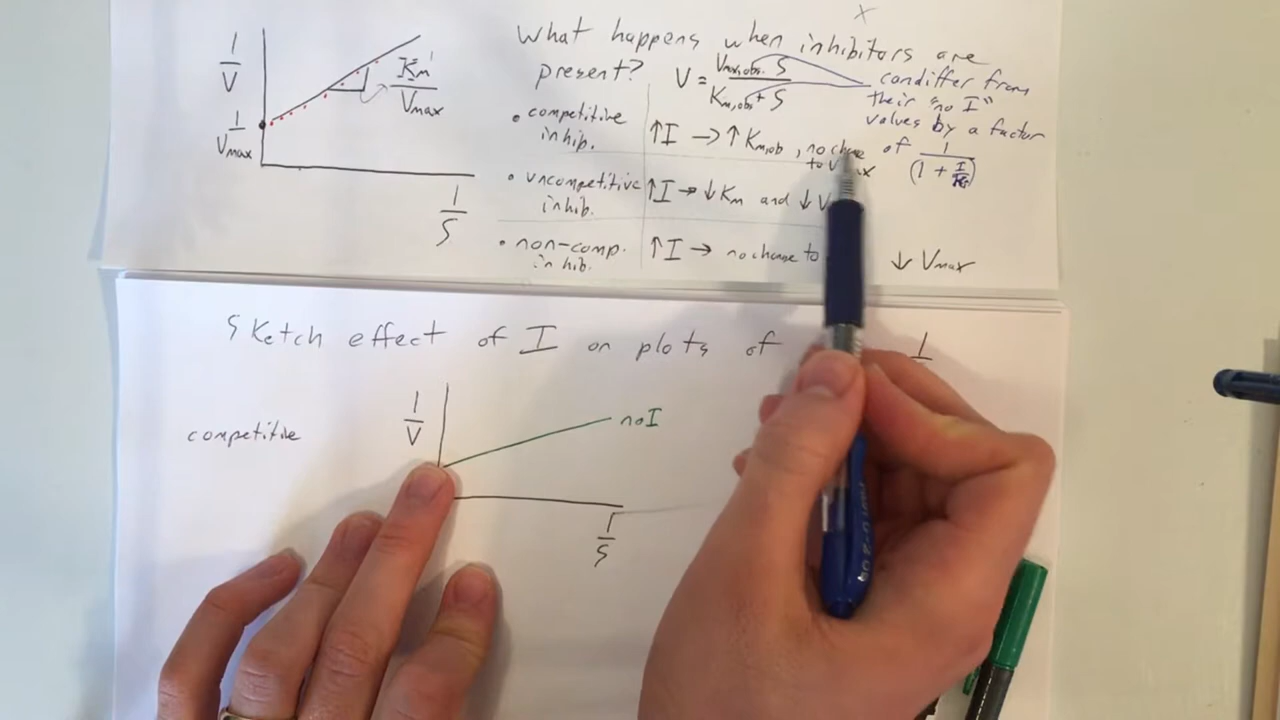 1
V
1
Vmax
Km
Vmax
1
S
What happens when inhibitors are
present?
V = Vmax,obs. S
Km,obs + S
can differ from
their "no I"
values by a factor
of 1
(1 + I
• competitive
inhib.
↑I → ↑ Km,ob , no change
to
• uncompetitive
inhib.
↑I → ↓ Km and ↓
• non-comp.
inhib.
↑I → no change to
↓ Vmax
Sketch effect of I on plots of
1
competitive
1
V
no I
1
S